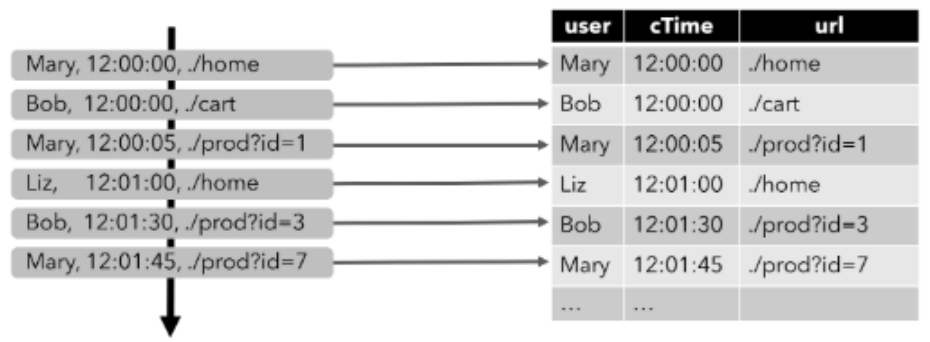 Mary, 12:00:00, ./home
Bob, 12:00:00, ./cart
Mary, 12:00:05, ./prod?id=1
Liz, 12:01:00, ./home
Bob, 12:01:30, ./prod?id=3
Mary, 12:01:45, ./prod?id=7
user cTime url
Mary 12:00:00 ./home
Bob 12:00:00 ./cart
Mary 12:00:05 ./prod?id=1
Liz 12:01:00 ./home
Bob 12:01:30 ./prod?id=3
Mary 12:01:45 ./prod?id=7
... ...